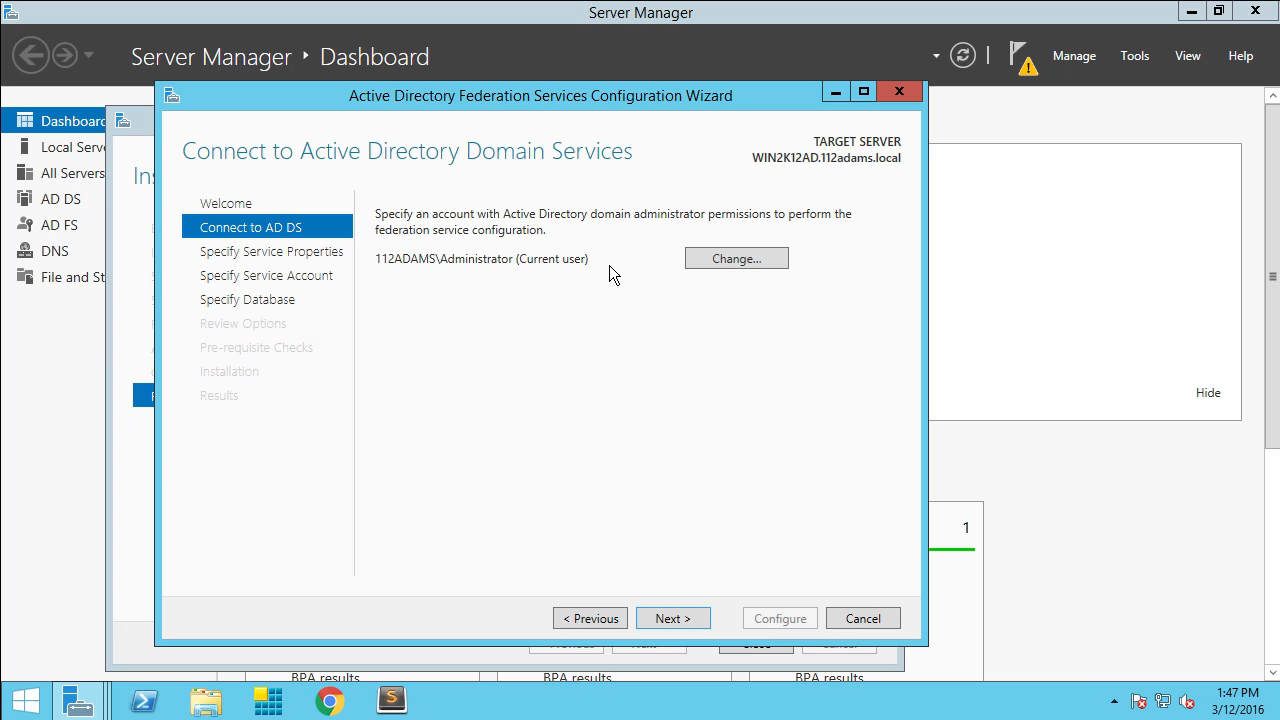 Server Manager
Server Manager • Dashboard
Manage
Tools
View
Help
Dashboard
Local Serve
All Servers
AD DS
AD FS
DNS
File and St
Ins
Active Directory Federation Services Configuration Wizard
Connect to Active Directory Domain Services
TARGET SERVER
WIN2K12AD.112adams.local
Welcome
Connect to AD DS
Specify Service Properties
Specify Service Account
Specify Database
Review Options
Pre-requisite Checks
Installation
Results
Specify an account with Active Directory domain administrator permissions to perform the
federation service configuration.
112ADAMS\Administrator (Current user)
Change...
< Previous
Next >
Configure
Cancel
Hide
1
BPA results
BPA results
BPA results
1:47 PM
3/12/2016